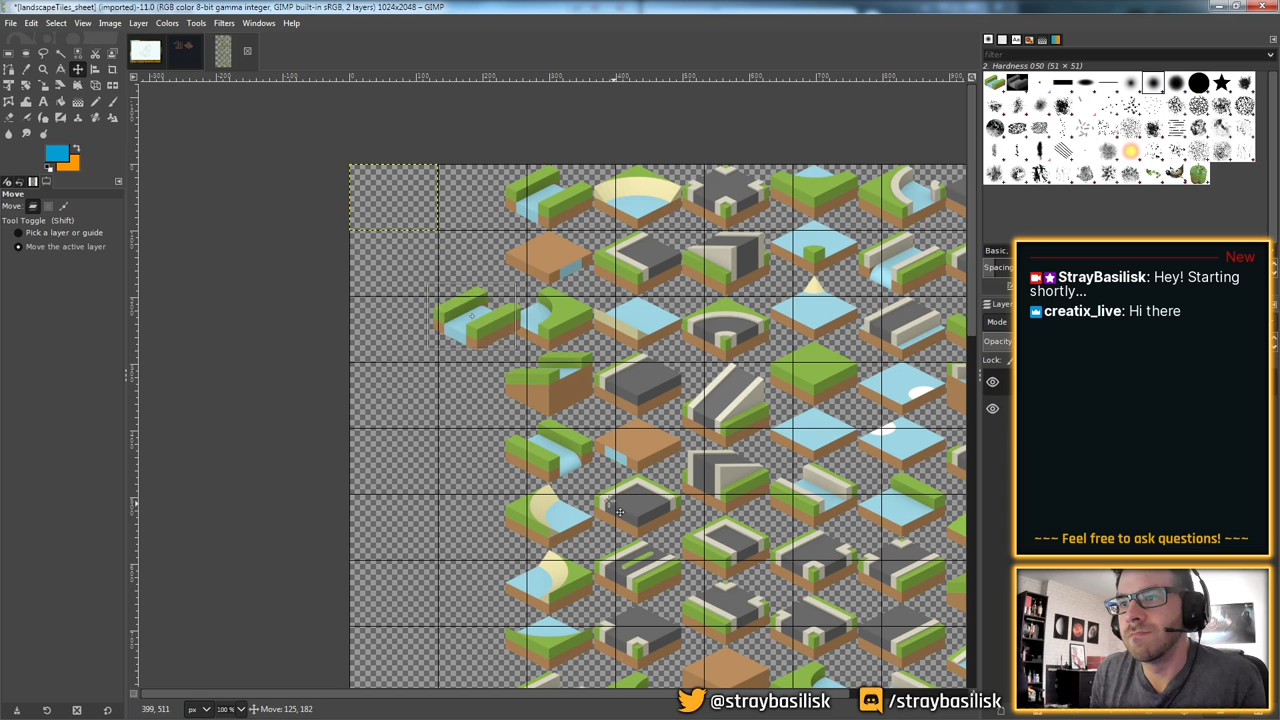 *[landscapeTiles_sheet] (imported)-11.0 (RGB color 8-bit gamma integer, GIMP built-in sRGB, 2 layers) 1024x2048 – GIMP
File Edit Select View Image Layer Colors Tools Filters Windows Help
filter
2. Hardness 050 (51 × 51)
Move
Move:
Tool Toggle (Shift)
Pick a layer or guide
Move the active layer
Basic,
Spacing
Layer
Mode
Opacity
Lock:
New
StrayBasilisk: Hey! Starting
shortly...
creatix_live: Hi there
~~~ Feel free to ask questions! ~~~
@straybasilisk
/straybasilisk
399, 511
px
100 %
Move: 125, 182